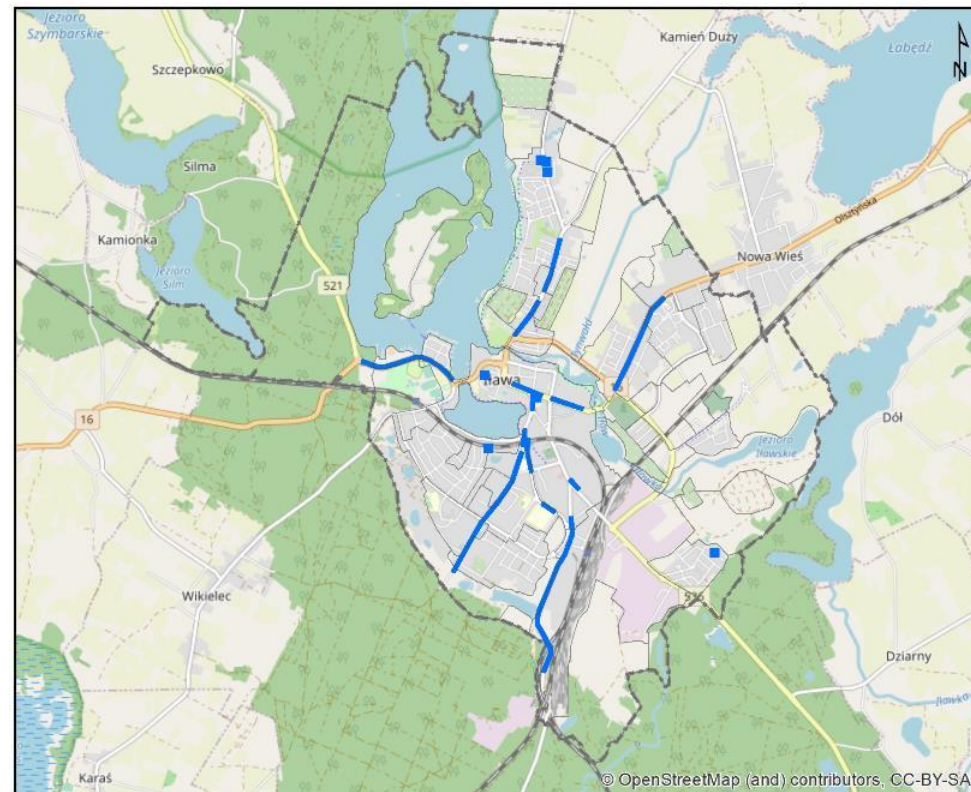 Jezioro
Szymbarskie
Kamień Duży
Łabędź
N
Szczepkowo
Silma
Olsztyńska
Kamionka
Nowa Wieś
Jezioro
Silm
521
Iława
16
Dół
Jezioro
Iławskie
Iławka
536
Wikielec
Dziarny
Iławka
Karaś
© OpenStreetMap (and) contributors, CC-BY-SA